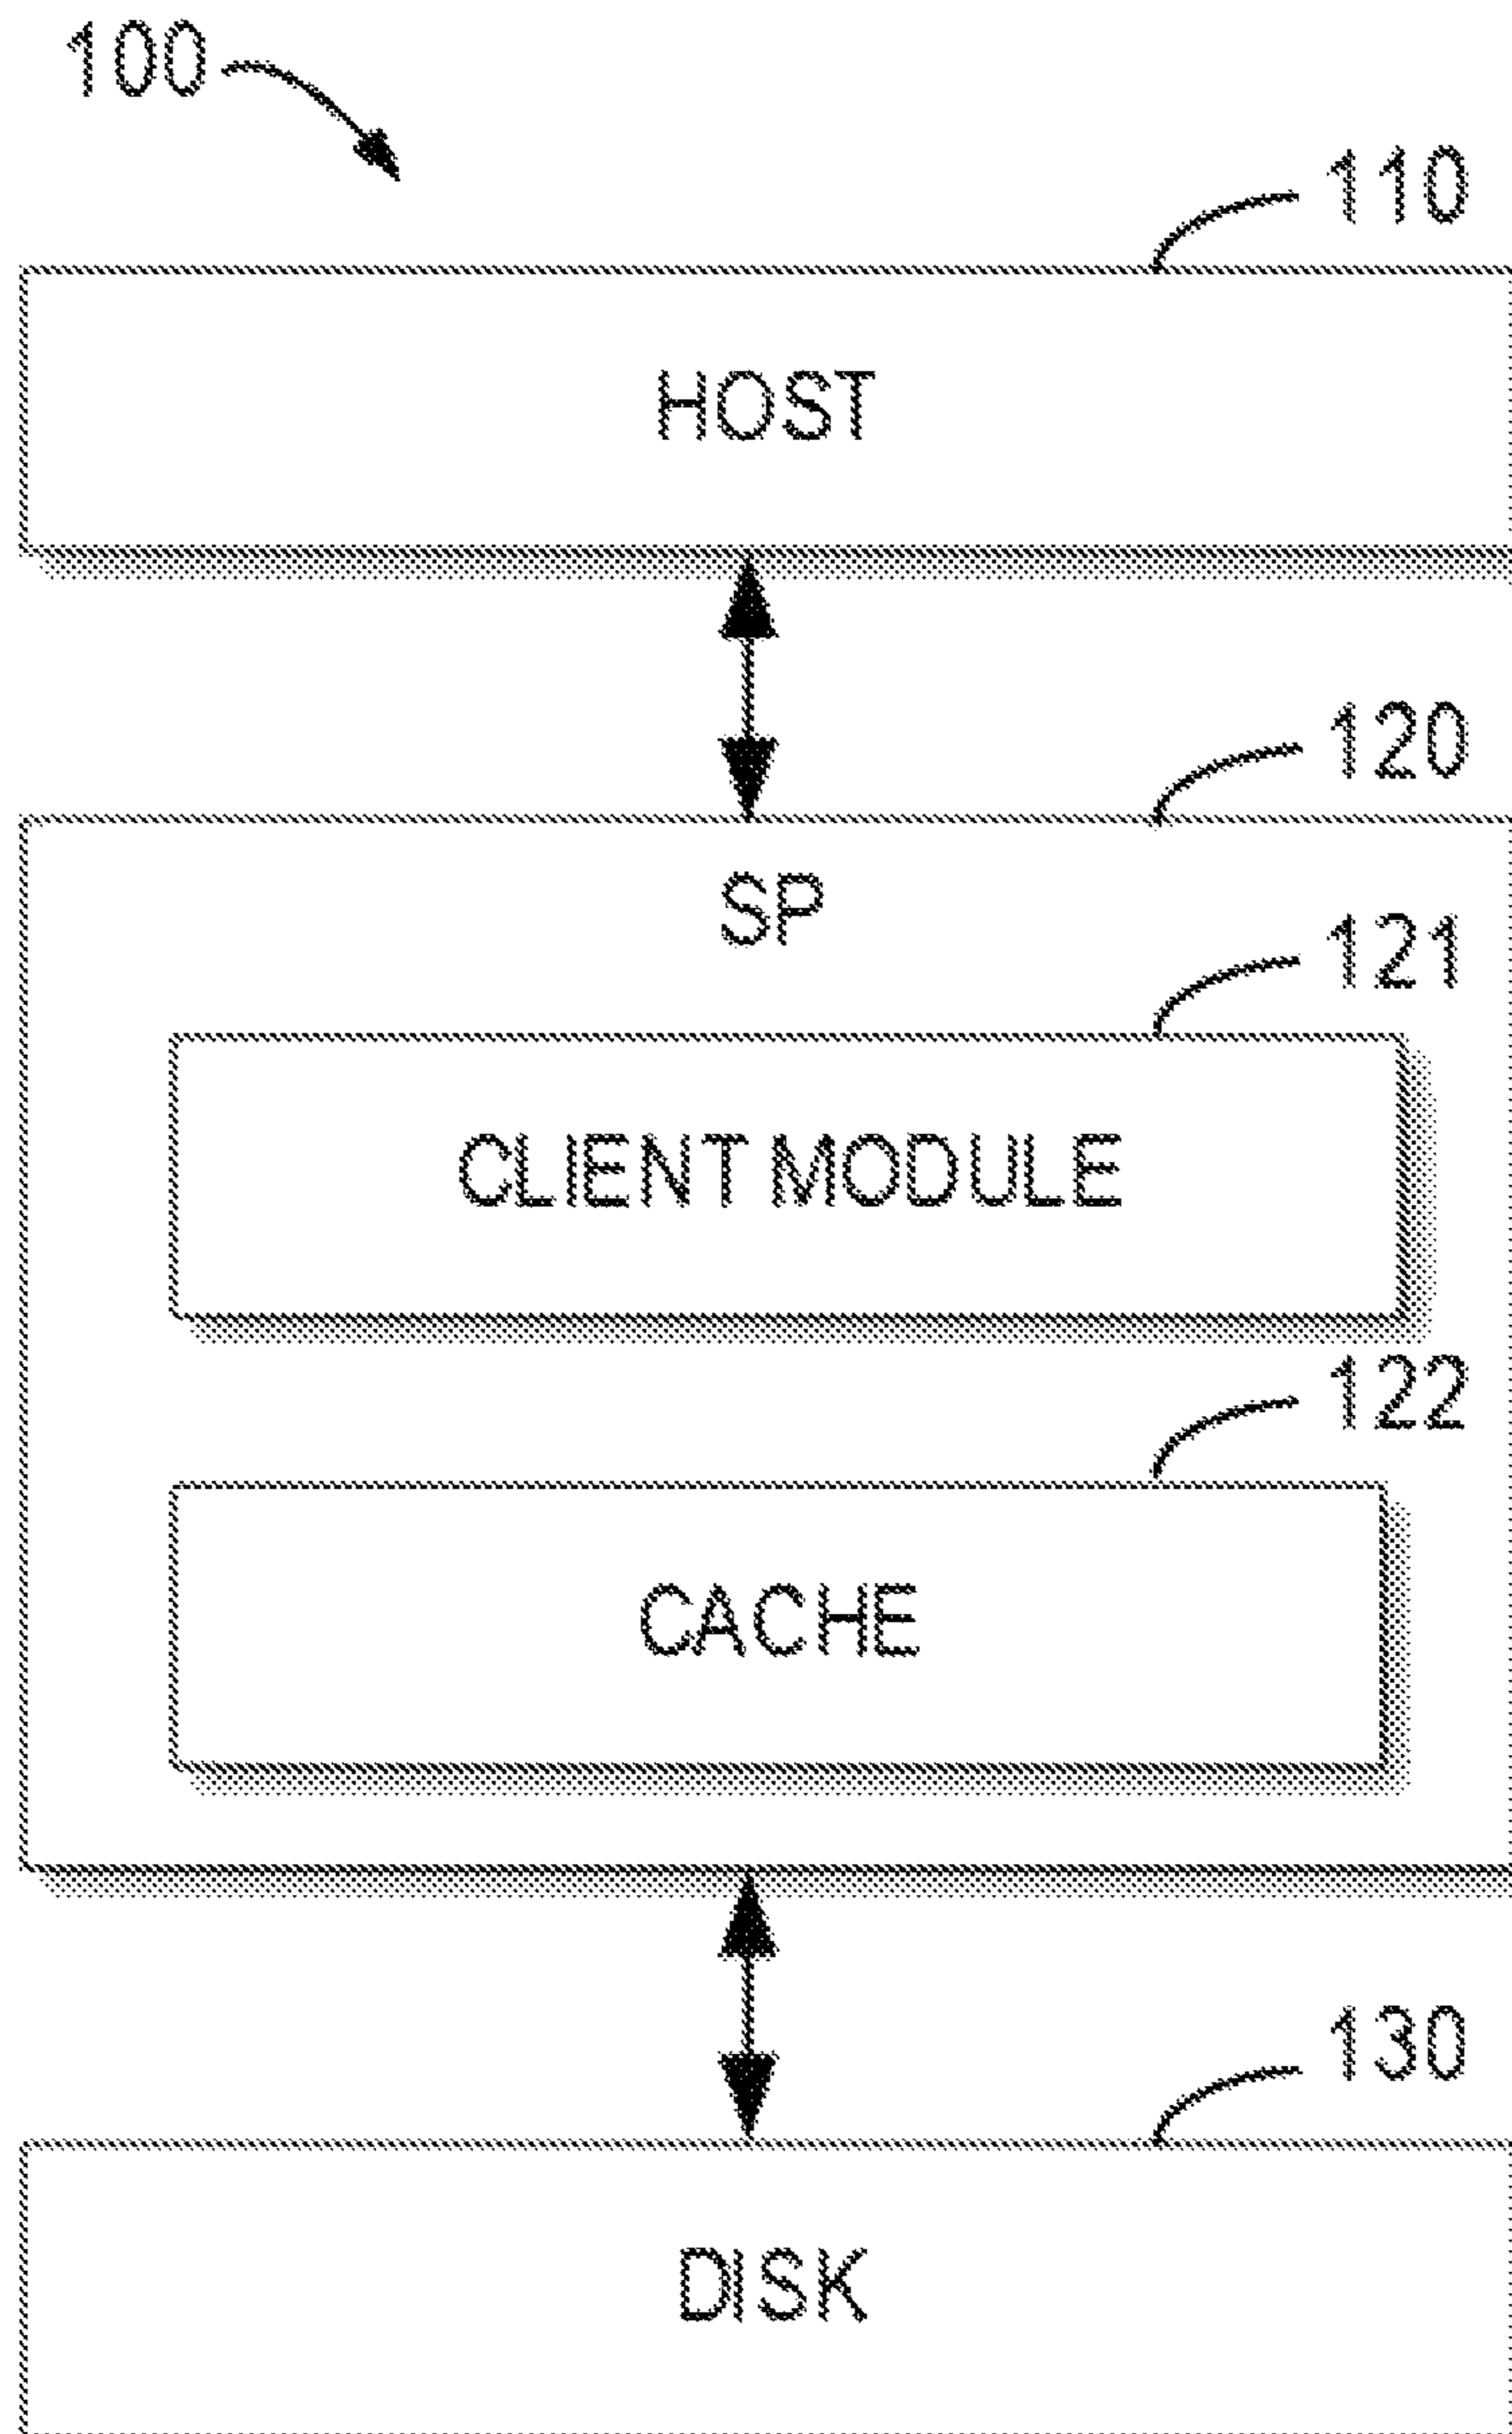 100
110
HOST
120
SP
121
CLIENT MODULE
122
CACHE
130
DISK